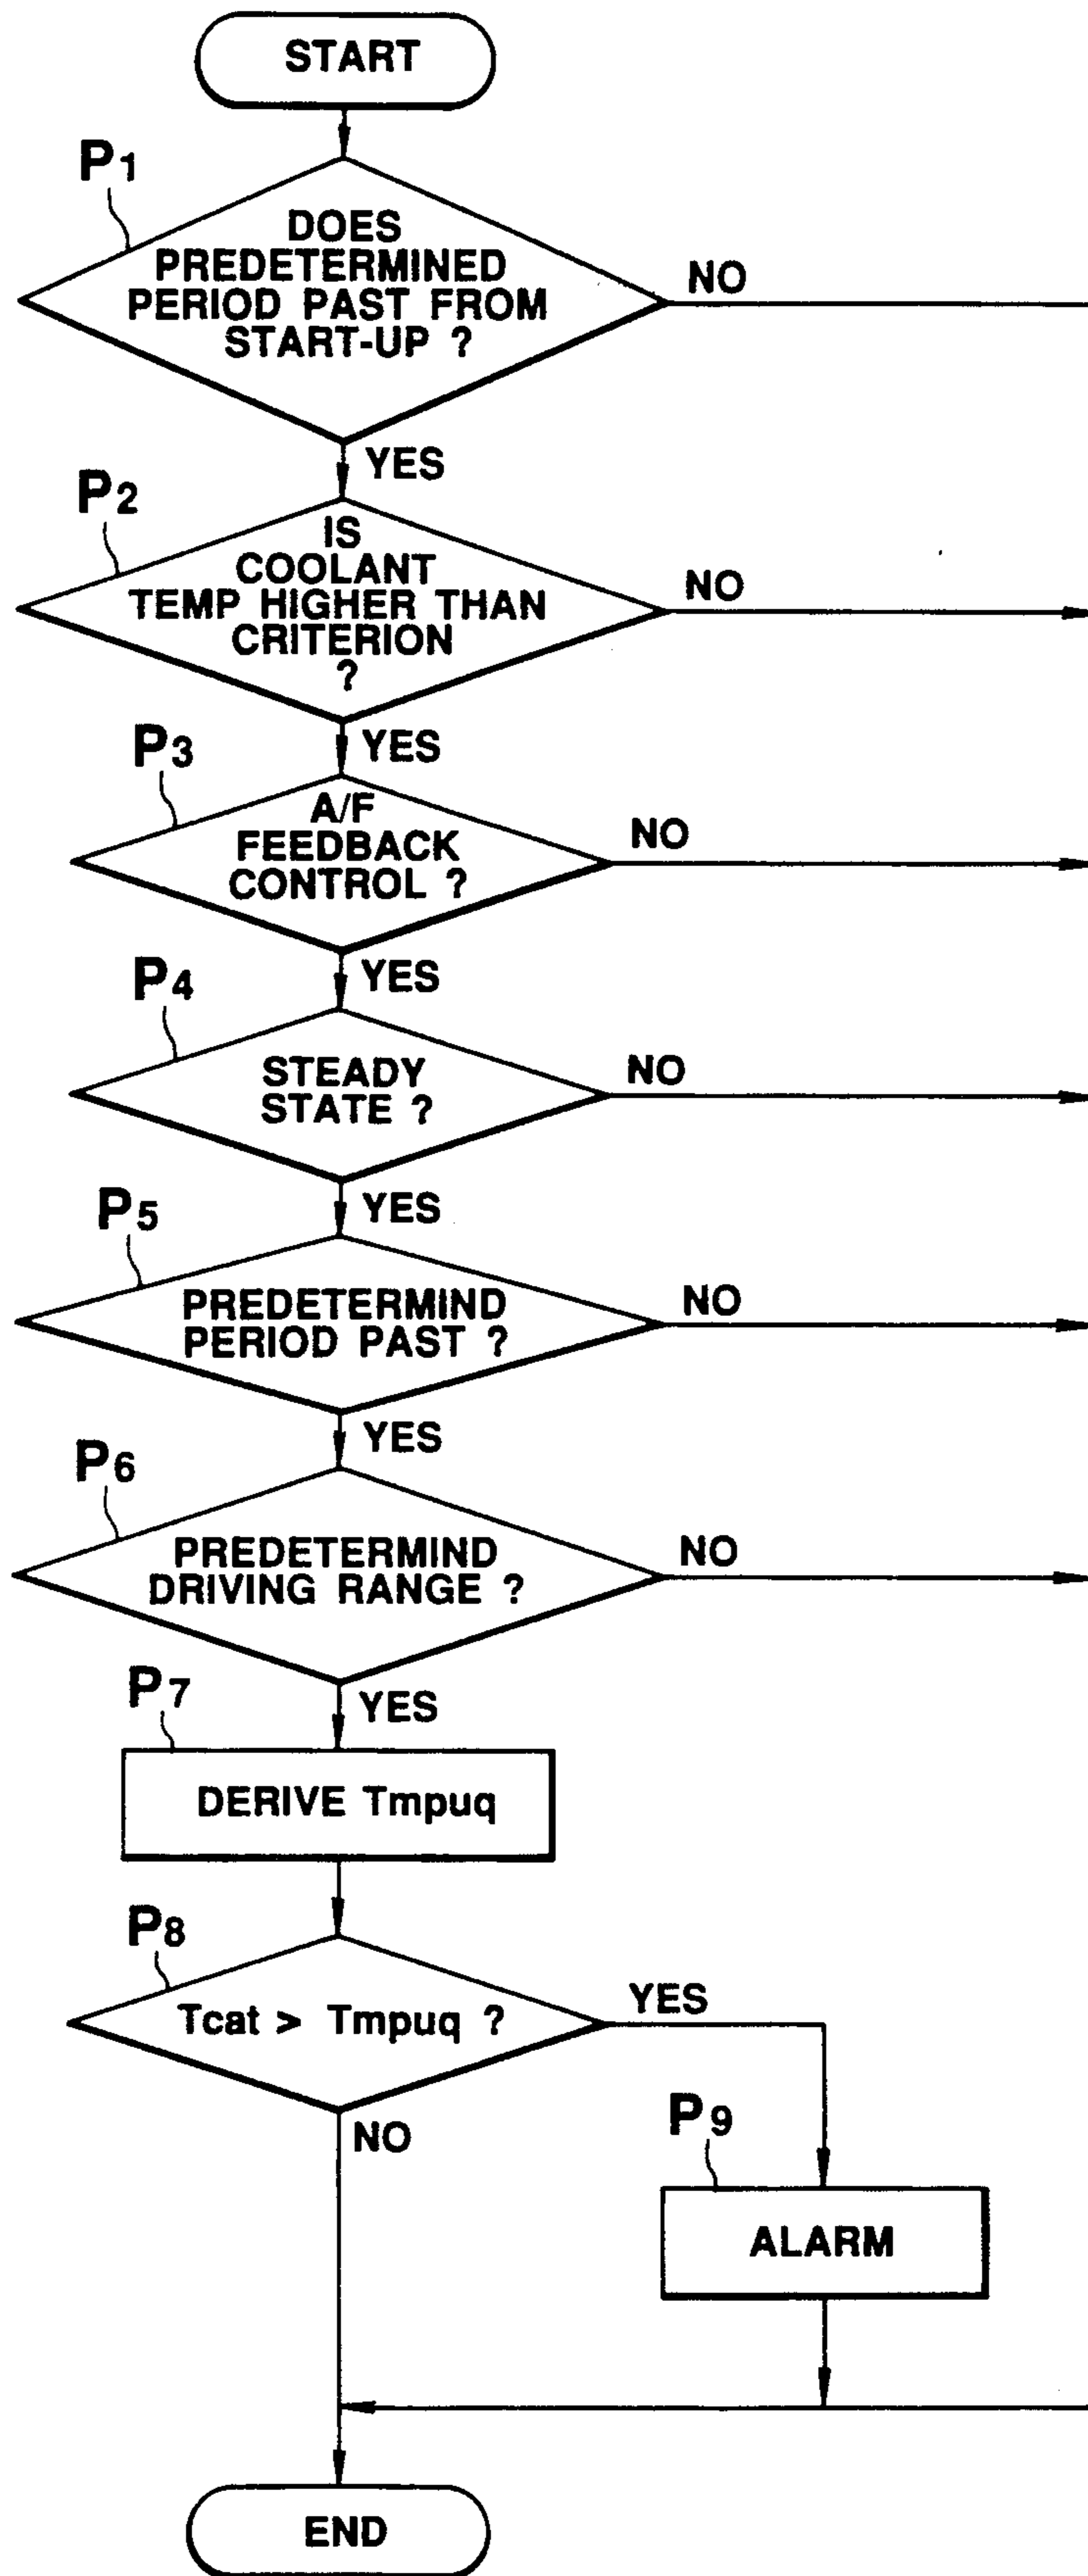 START
P1
DOES
PREDETERMINED
PERIOD PAST FROM
START-UP ?
NO
YES
P2
IS
COOLANT
TEMP HIGHER THAN
CRITERION
?
NO
YES
P3
A/F
FEEDBACK
CONTROL ?
NO
YES
P4
STEADY
STATE ?
NO
YES
P5
PREDETERMIND
PERIOD PAST ?
NO
YES
P6
PREDETERMIND
DRIVING RANGE ?
NO
YES
P7
DERIVE Tmpuq
P8
Tcat > Tmpuq ?
YES
NO
P9
ALARM
END